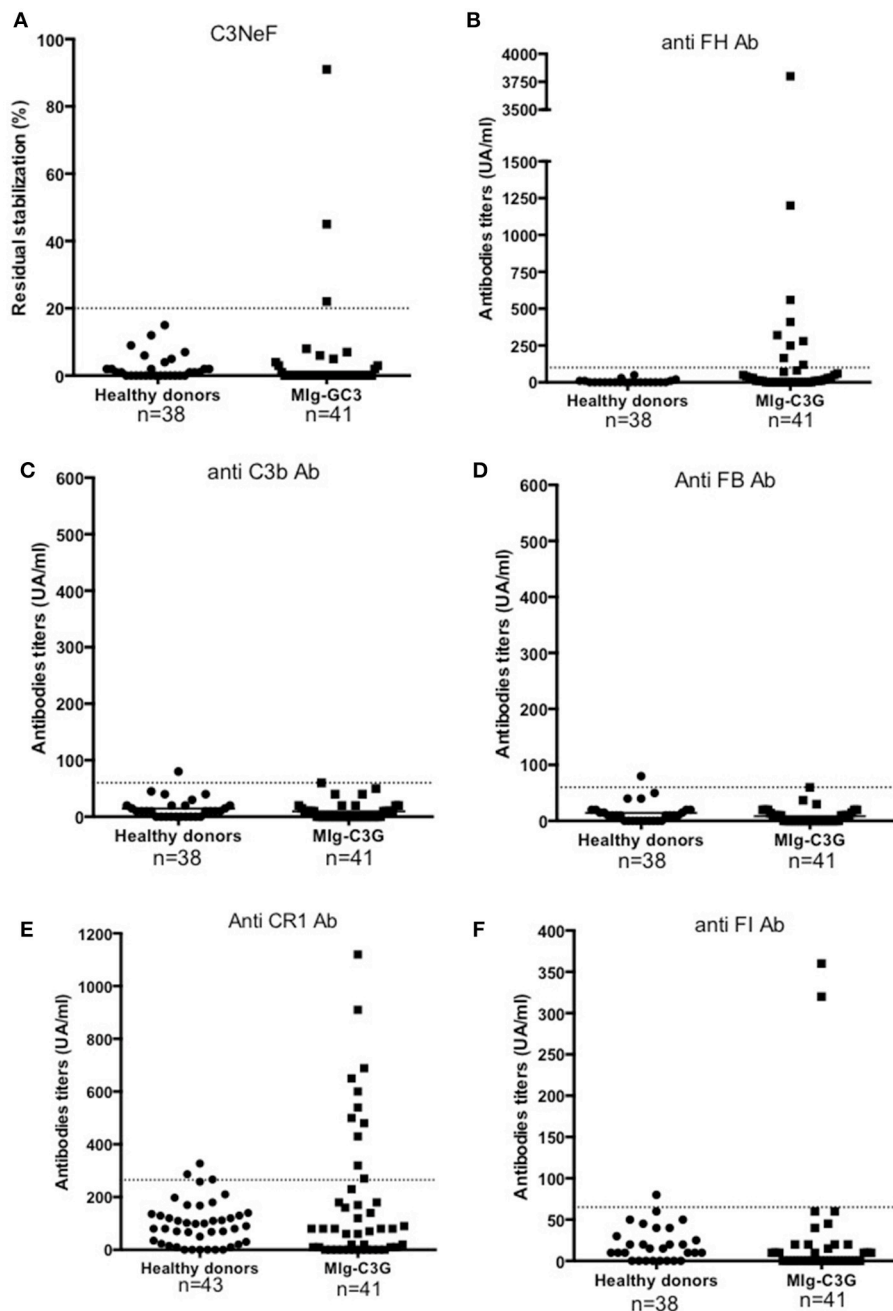 A
C3NeF
Residual stabilization (%)
100
80
60
40
20
0
Healthy donors
MIg-GC3
n=38
n=41
B
anti FH Ab
Antibodies titers (UA/ml)
4000
3750
3500
1500
1250
1000
750
500
250
0
Healthy donors
MIg-C3G
n=38
n=41
C
anti C3b Ab
Antibodies titers (UA/ml)
600
500
400
300
200
100
0
Healthy donors
MIg-C3G
n=38
n=41
D
Anti FB Ab
Antibodies titers (UA/ml)
600
500
400
300
200
100
0
Healthy donors
MIg-C3G
n=38
n=41
E
Anti CR1 Ab
Antibodies titers (UA/ml)
1200
1000
800
600
400
200
0
Healthy donors
MIg-C3G
n=43
n=41
F
anti FI Ab
Antibodies titers (UA/ml)
400
350
300
250
200
150
100
50
0
Healthy donors
MIg-C3G
n=38
n=41